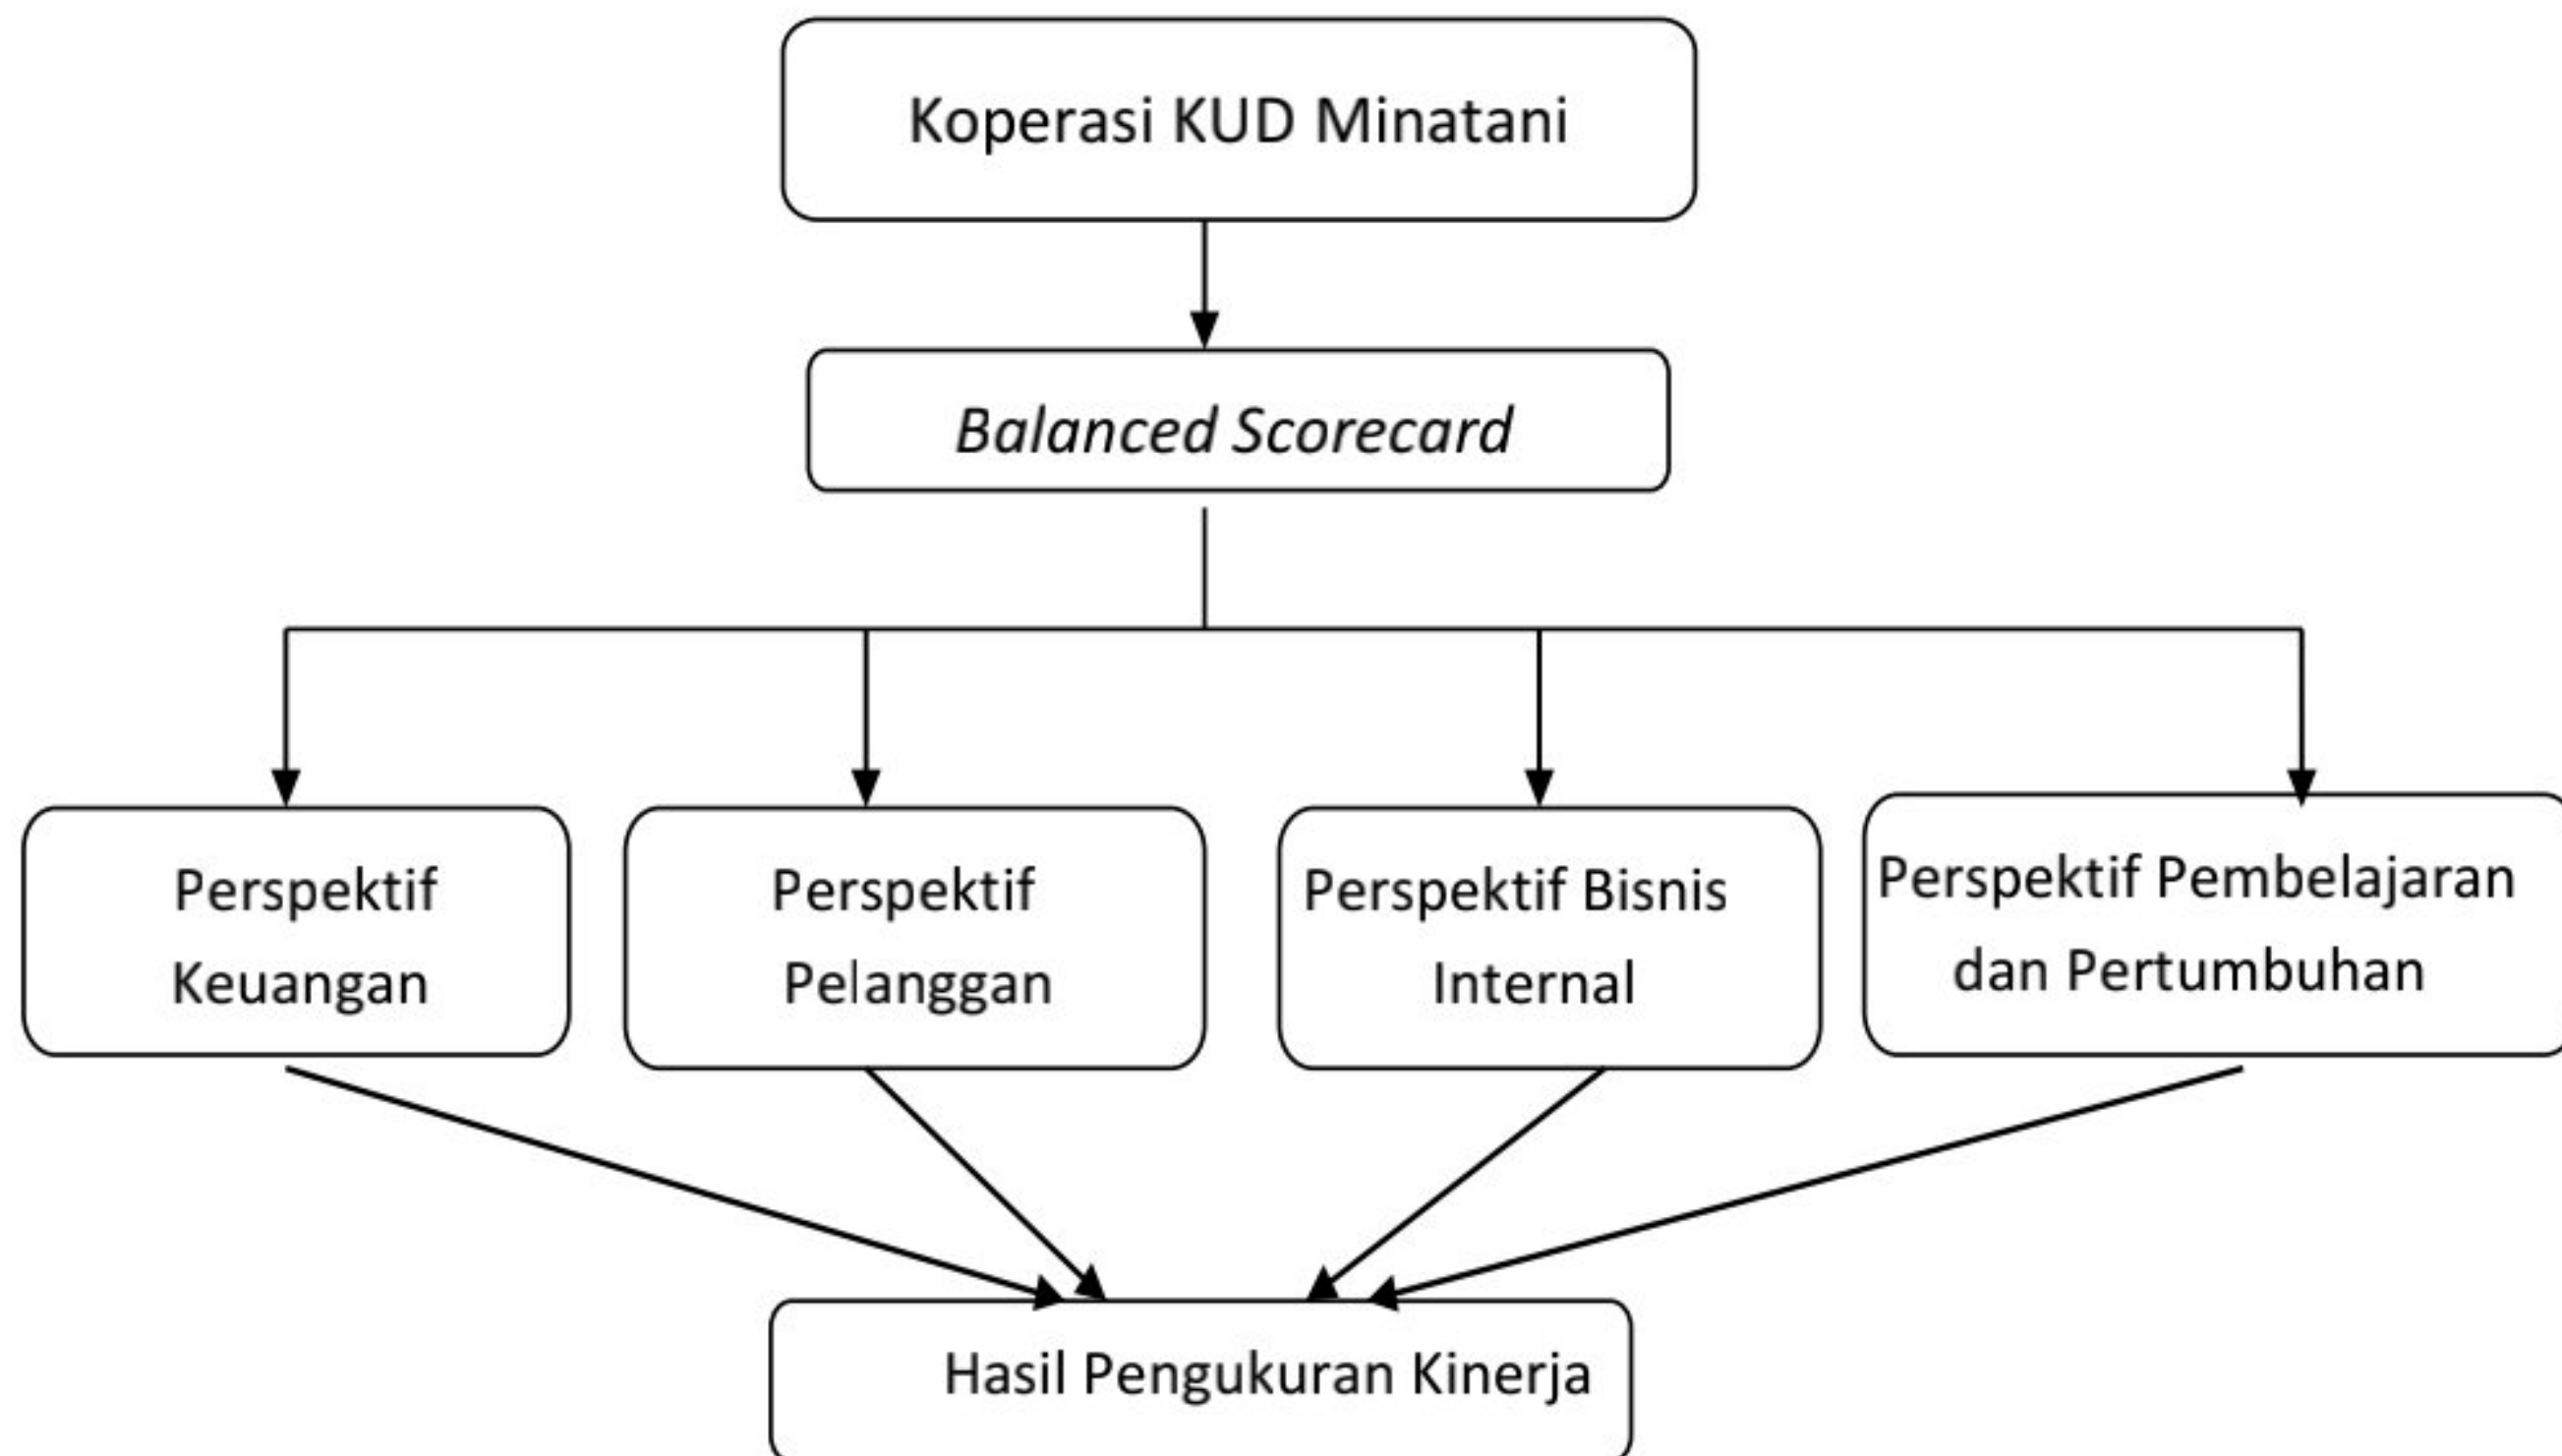 Koperasi KUD Minatani
Balanced Scorecard
Perspektif
Keuangan
Perspektif
Pelanggan
Perspektif Bisnis
Internal
Perspektif Pembelajaran
dan Pertumbuhan
Hasil Pengukuran Kinerja